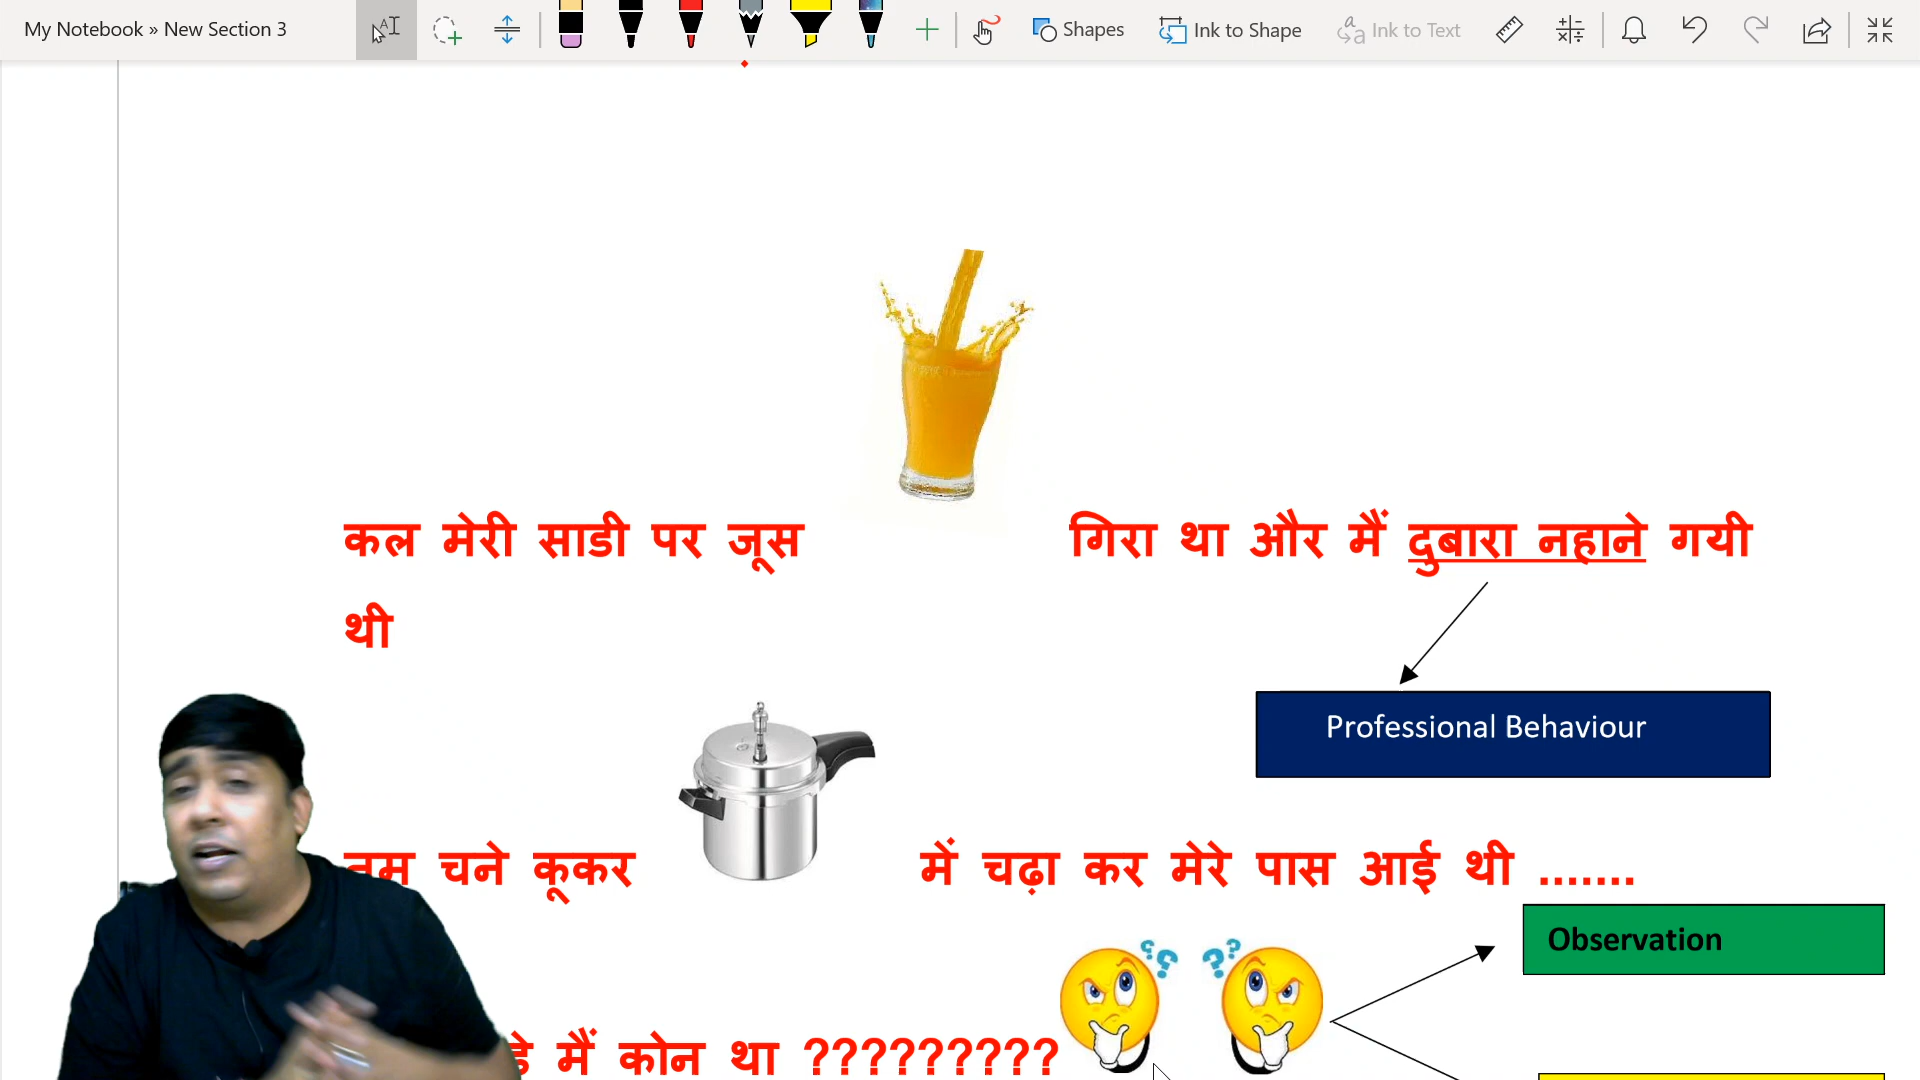 My Notebook » New Section 3
Shapes
Ink to Shape
Ink to Text
कल मेरी साडी पर जूस गिरा था और मैं दुबारा नहाने गयी
थी
Professional Behaviour
चने कूकर में चढ़ा कर मेरे पास आई थी .......
Observation
मैं कोन था ?????????